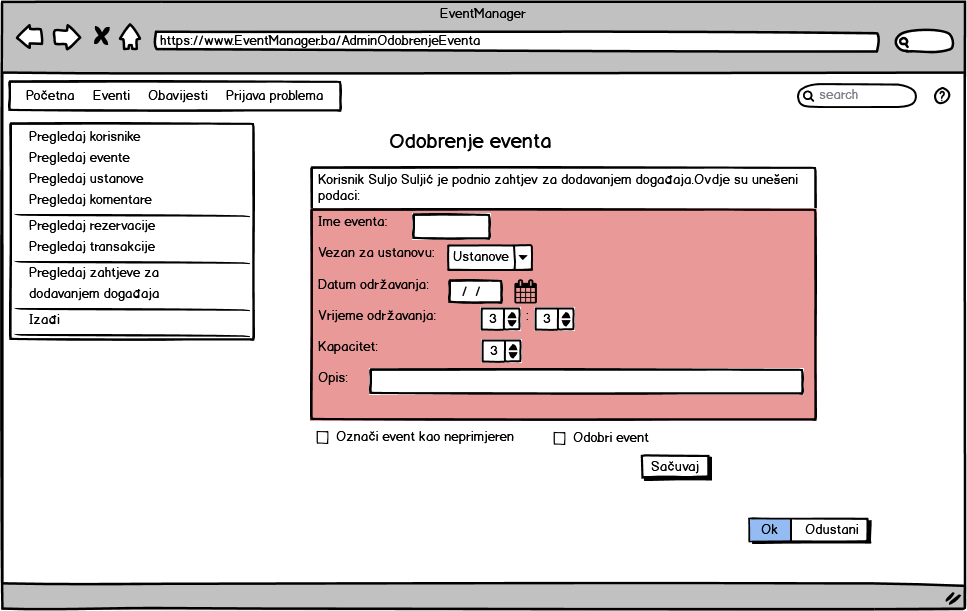 EventManager
https://www.EventManager.ba/AdminOdobrenjeEventa
Početna Eventi Obavijesti Prijava problema
search
?
Pregledaj korisnike
Pregledaj evente
Pregledaj ustanove
Pregledaj komentare
Pregledaj rezervacije
Pregledaj transakcije
Pregledaj zahtjeve za
dodavanjem događaja
Izađi
Odobrenje eventa
Korisnik Suljo Suljić je podnio zahtjev za dodavanjem događaja.Ovdje su unešeni
podaci:
Ime eventa:
Vezan za ustanovu: Ustanove
Datum održavanja: / /
Vrijeme održavanja: 3 : 3
Kapacitet: 3
Opis:
Označi event kao neprimjeren Odobri event
Sačuvaj
Ok Odustani